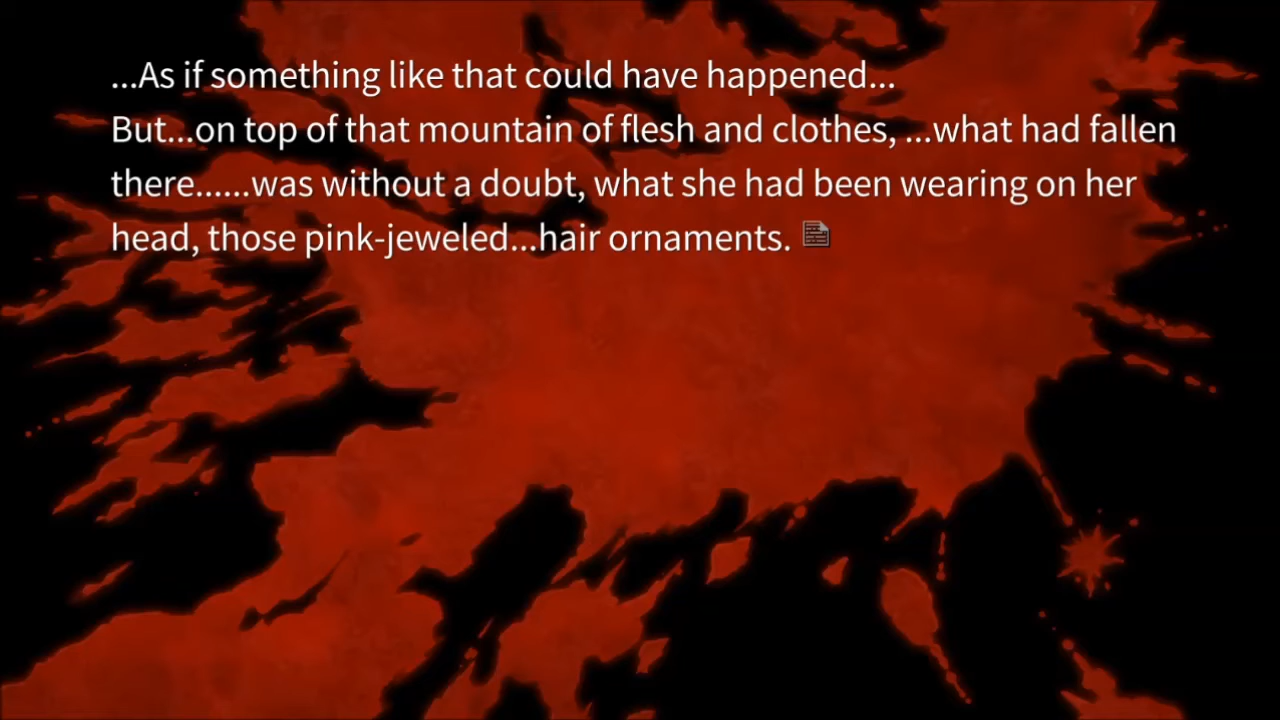 ...As if something like that could have happened...
But...on top of that mountain of flesh and clothes, ...what had fallen
there......was without a doubt, what she had been wearing on her
head, those pink-jeweled...hair ornaments.